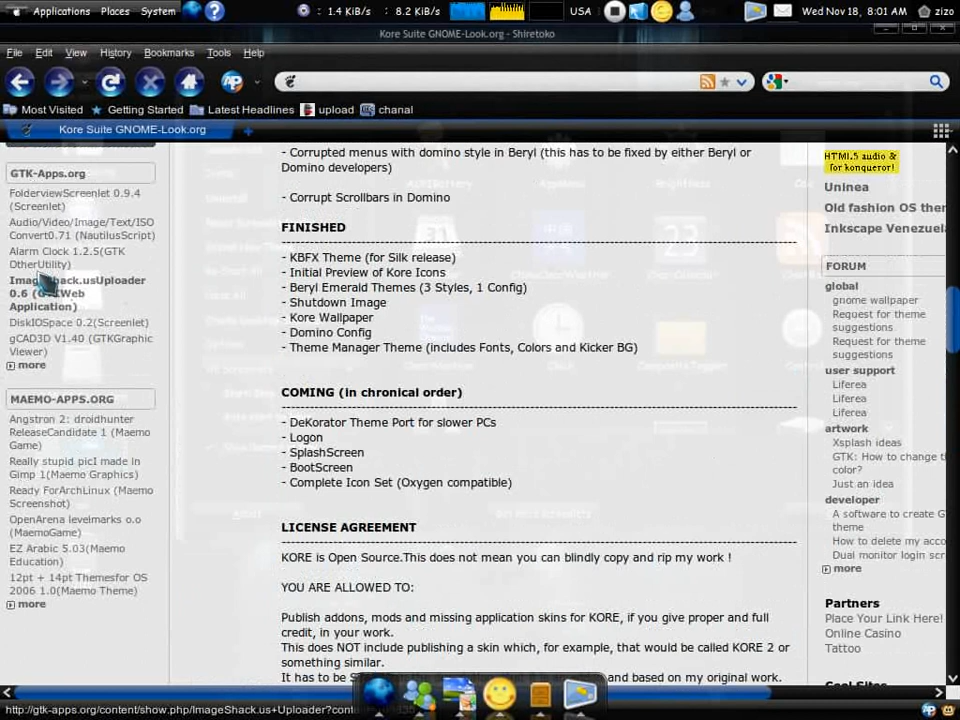 Applications Places System
: 1.4 KiB/s : 8.2 KiB/s
USA
Wed Nov 18, 8:01 AM zizo
Kore Suite GNOME-Look.org - Shiretoko
File Edit View History Bookmarks Tools Help
Most Visited Getting Started Latest Headlines upload chanal
Kore Suite GNOME-Look.org
GTK-Apps.org
FolderviewScreenlet 0.9.4
(Screenlet)
Audio/Video/Image/Text/ISO
Convert0.71 (NautilusScript)
Alarm Clock 1.2.5(GTK
OtherUtility)
ImageShack.usUploader
0.6 (GTKWeb
Application)
DiskIOSpace 0.2(Screenlet)
gCAD3D V1.40 (GTKGraphic
Viewer)
more
MAEMO-APPS.ORG
Angstron 2: droidhunter
ReleaseCandidate 1 (Maemo
Game)
Really stupid picI made in
Gimp 1(Maemo Graphics)
Ready ForArchLinux (Maemo
Screenshot)
OpenArena levelmarks o.o
(MaemoGame)
EZ Arabic 5.03(Maemo
Education)
12pt + 14pt Themesfor OS
2006 1.0(Maemo Theme)
more
- Corrupted menus with domino style in Beryl (this has to be fixed by either Beryl or
Domino developers)
- Corrupt Scrollbars in Domino
FINISHED
- KBFX Theme (for Silk release)
- Initial Preview of Kore Icons
- Beryl Emerald Themes (3 Styles, 1 Config)
- Shutdown Image
- Kore Wallpaper
- Domino Config
- Theme Manager Theme (includes Fonts, Colors and Kicker BG)
COMING (in chronical order)
- DeKorator Theme Port for slower PCs
- Logon
- SplashScreen
- BootScreen
- Complete Icon Set (Oxygen compatible)
LICENSE AGREEMENT
KORE is Open Source.This does not mean you can blindly copy and rip my work !
YOU ARE ALLOWED TO:
Publish addons, mods and missing application skins for KORE, if you give proper and full
credit, in your work.
This does NOT include publishing a skin which, for example, that would be called KORE 2 or
something similar.
It has to be and based on my original work.
HTML5 audio &
for konqueror!
Uninea
Old fashion OS ther
Inkscape Venezuela
FORUM
global
gnome wallpaper
Request for theme
suggestions
Request for theme
suggestions
user support
Liferea
Liferea
Liferea
artwork
Xsplash ideas
GTK: How to change t
color?
Just an idea
developer
A software to create G
theme
How to delete my acco
Dual monitor login scr
more
Partners
Place Your Link Here!
Online Casino
Tattoo
Cool Sites
http://gtk-apps.org/content/show.php/ImageShack.us+Uploader?cont